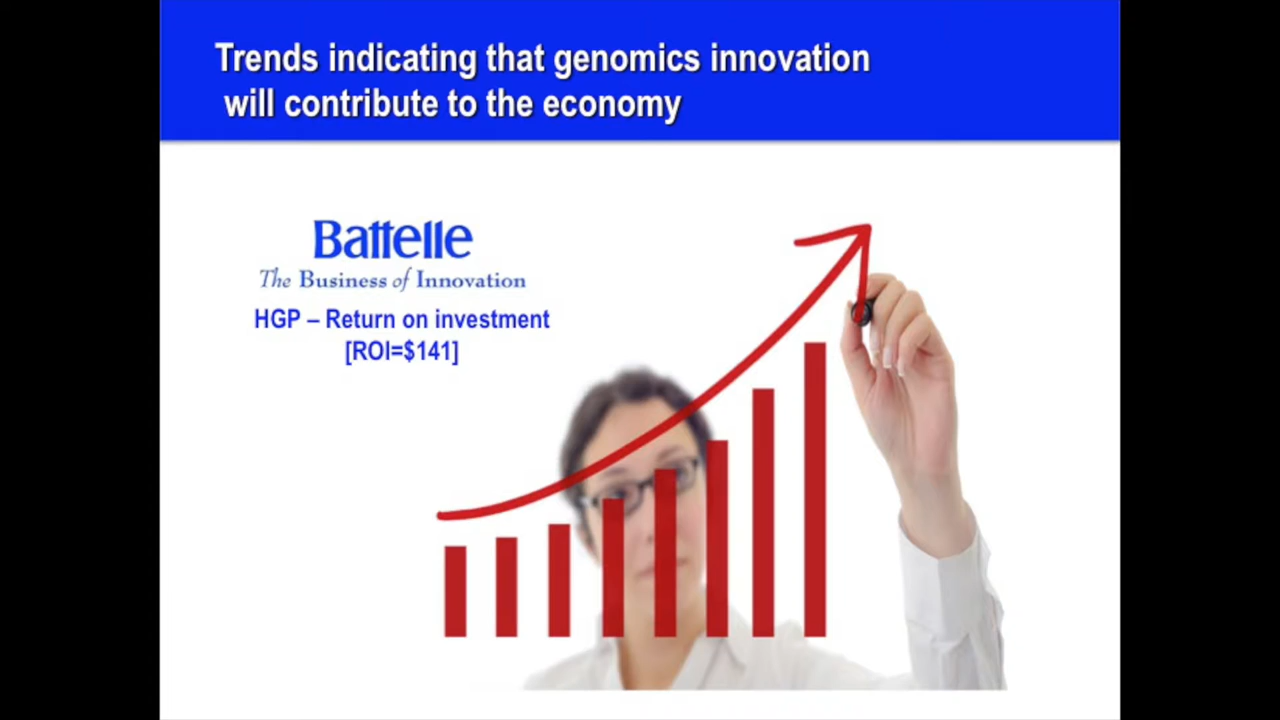 Trends indicating that genomics innovation
will contribute to the economy
Battelle
The Business of Innovation
HGP – Return on investment
[ROI=$141]